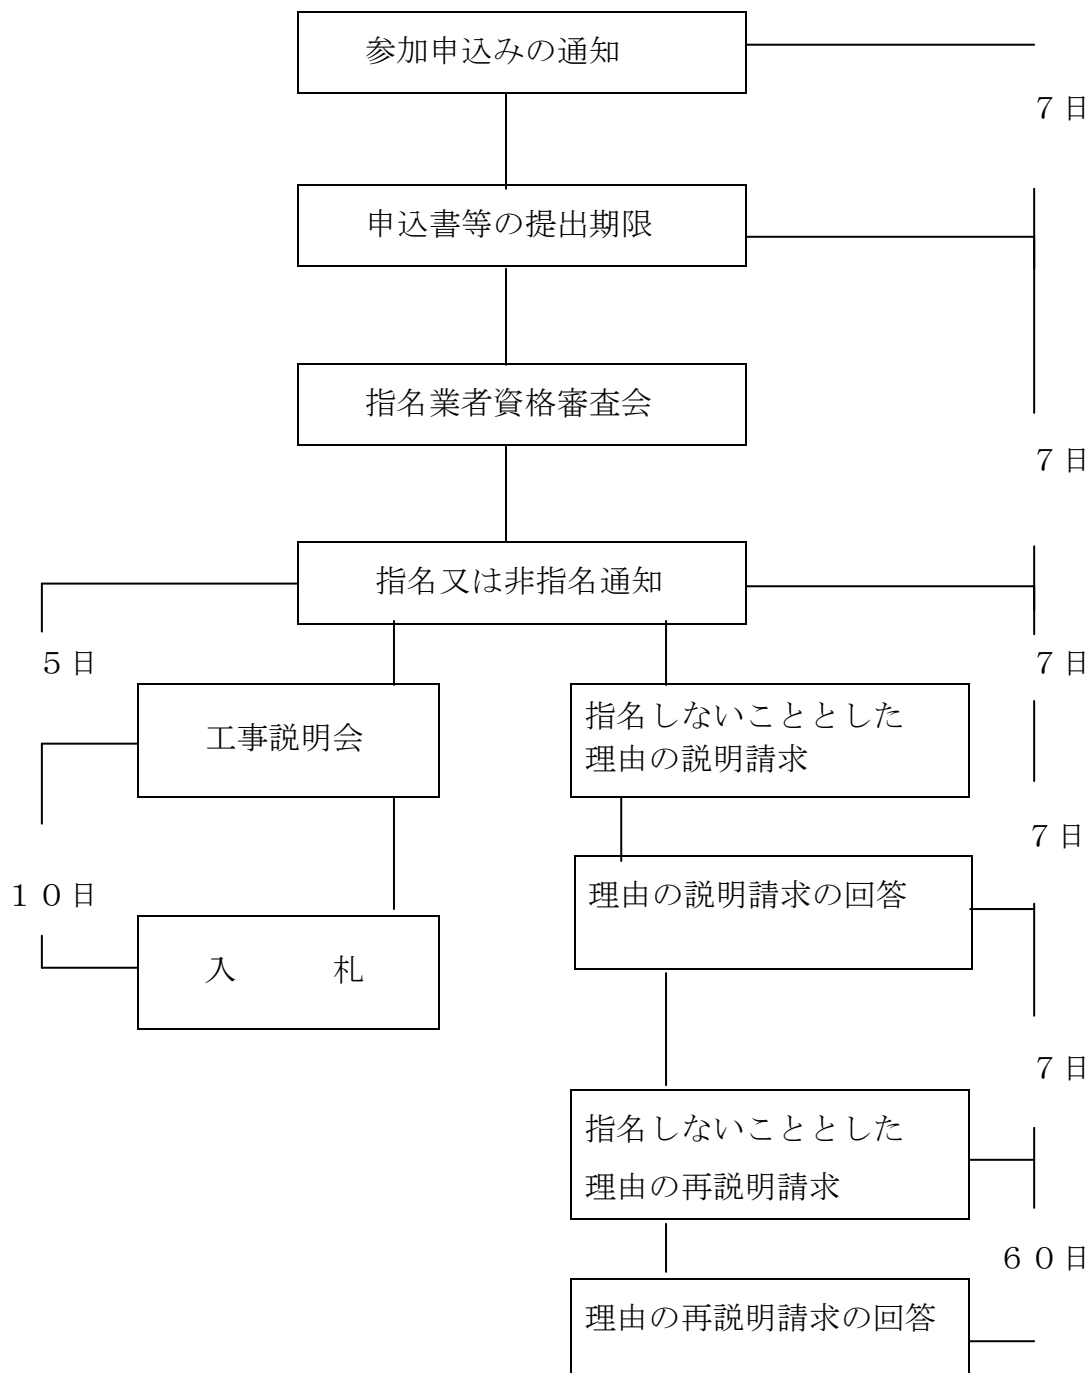 参加申込みの通知
７日
申込書等の提出期限
指名業者資格審査会
７日
指名又は非指名通知
５日
７日
工事説明会
指名しないこととした
理由の説明請求
７日
１０日
理由の説明請求の回答
入　　　札
７日
指名しないこととした
理由の再説明請求
６０日
理由の再説明請求の回答